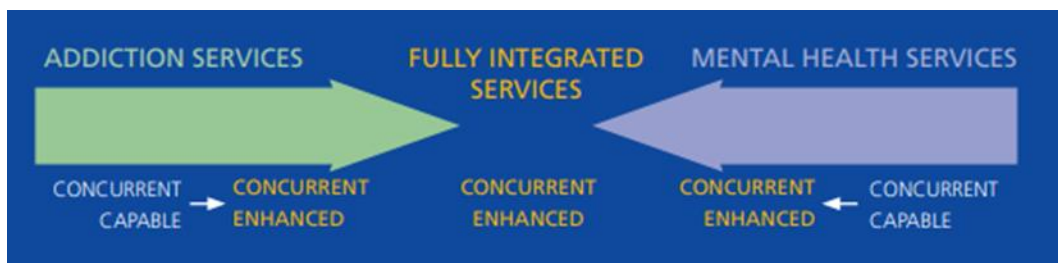 ADDICTION SERVICES
FULLY INTEGRATED
SERVICES
MENTAL HEALTH SERVICES
CONCURRENT
CAPABLE
CONCURRENT
ENHANCED
CONCURRENT
ENHANCED
CONCURRENT
ENHANCED
CONCURRENT
CAPABLE